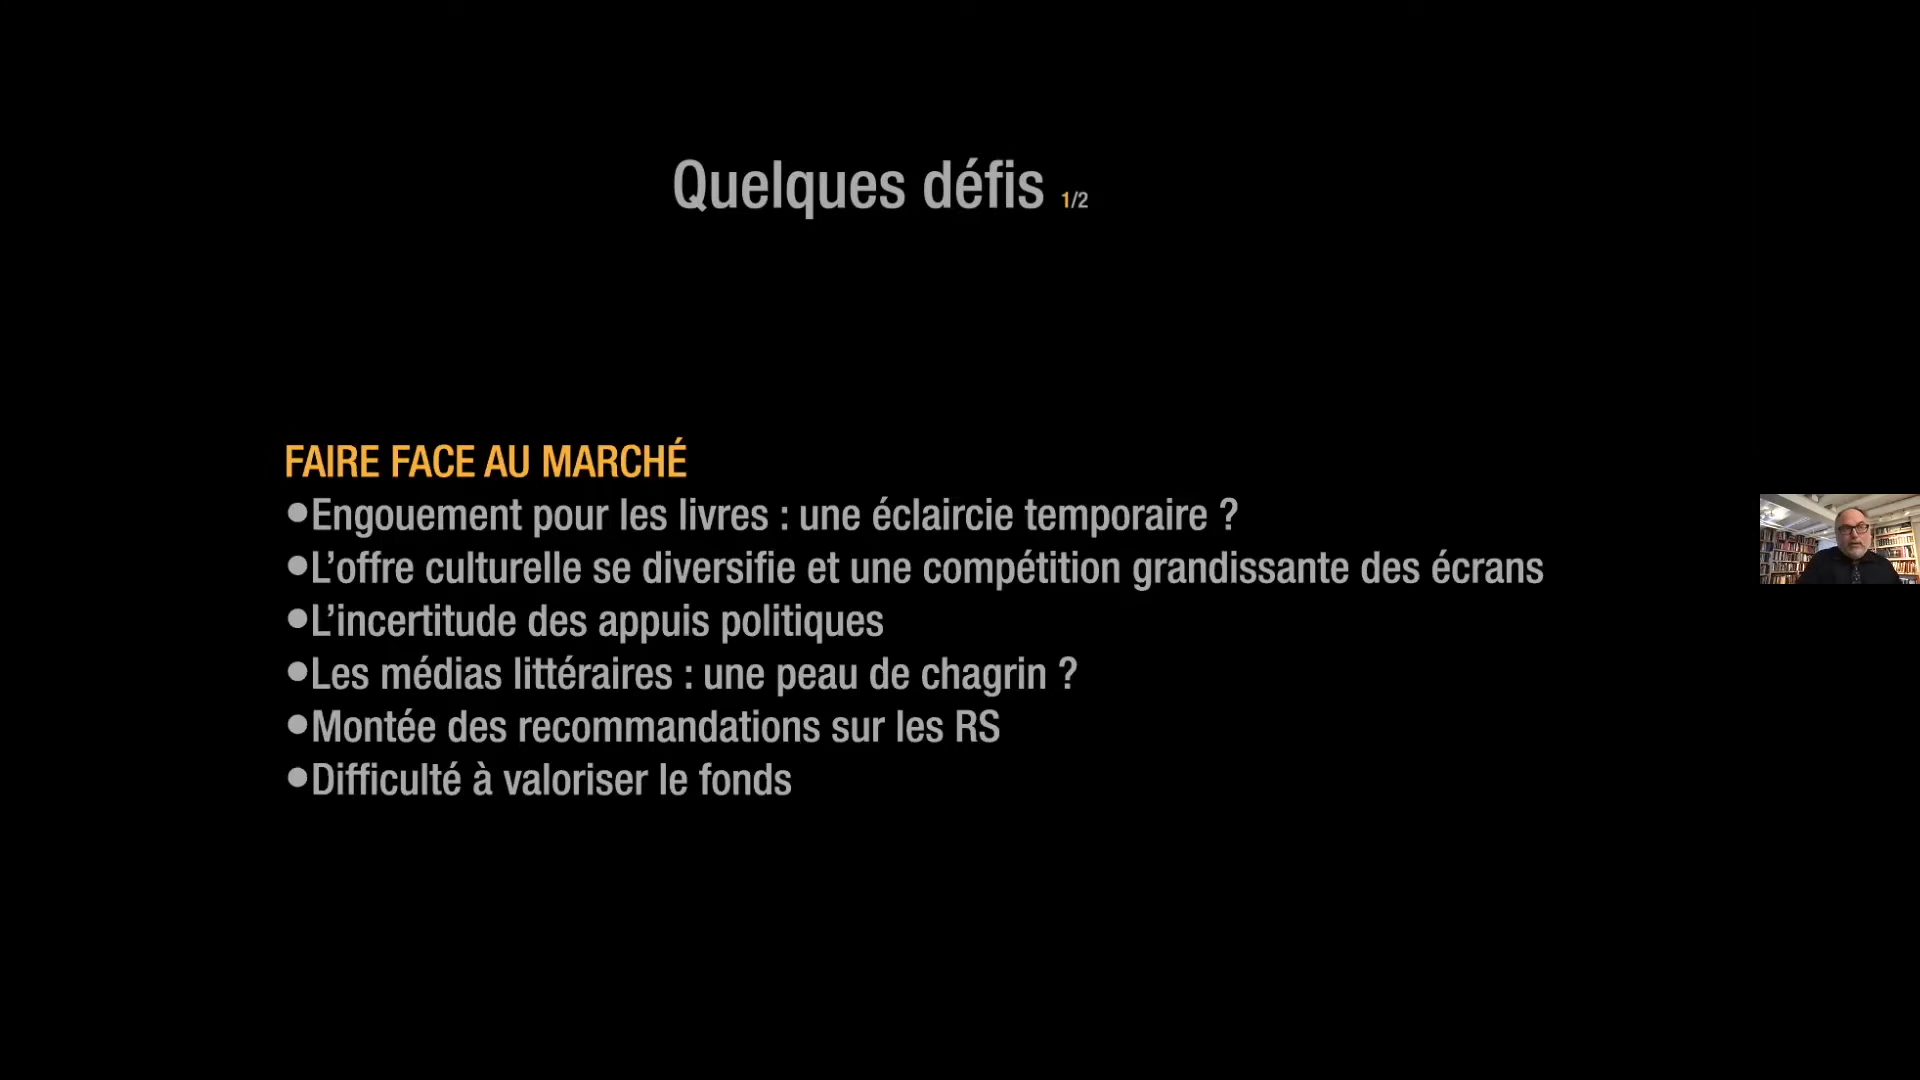 Quelques défis 1/2
FAIRE FACE AU MARCHÉ
•Engouement pour les livres : une éclaircie temporaire ?
•L’offre culturelle se diversifie et une compétition grandissante des écrans
•L’incertitude des appuis politiques
•Les médias littéraires : une peau de chagrin ?
•Montée des recommandations sur les RS
•Difficulté à valoriser le fonds